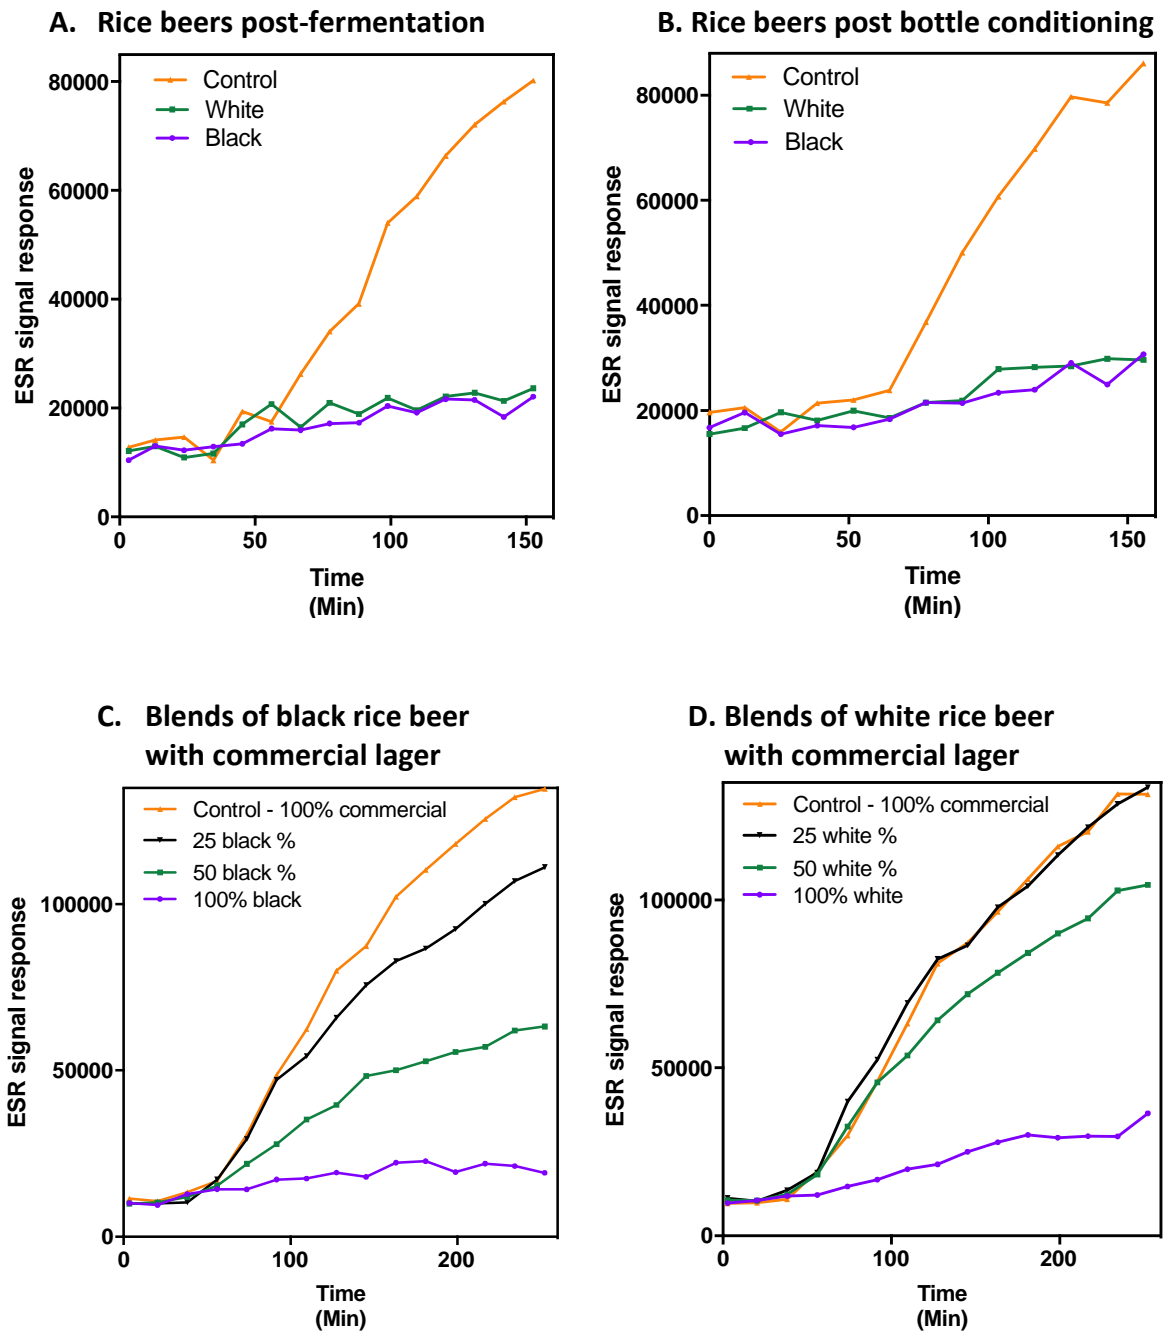 A. Rice beers post-fermentation
Control
White
Black
80000
60000
40000
20000
0
0 50 100 150
ESR signal response
Time
(Min)
B. Rice beers post bottle conditioning
Control
White
Black
80000
60000
40000
20000
0
0 50 100 150
ESR signal response
Time
(Min)
C. Blends of black rice beer
with commercial lager
Control - 100% commercial
25 black %
50 black %
100% black
100000
50000
0
0 100 200
ESR signal response
Time
(Min)
D. Blends of white rice beer
with commercial lager
Control - 100% commercial
25 white %
50 white %
100% white
100000
50000
0
0 100 200
ESR signal response
Time
(Min)